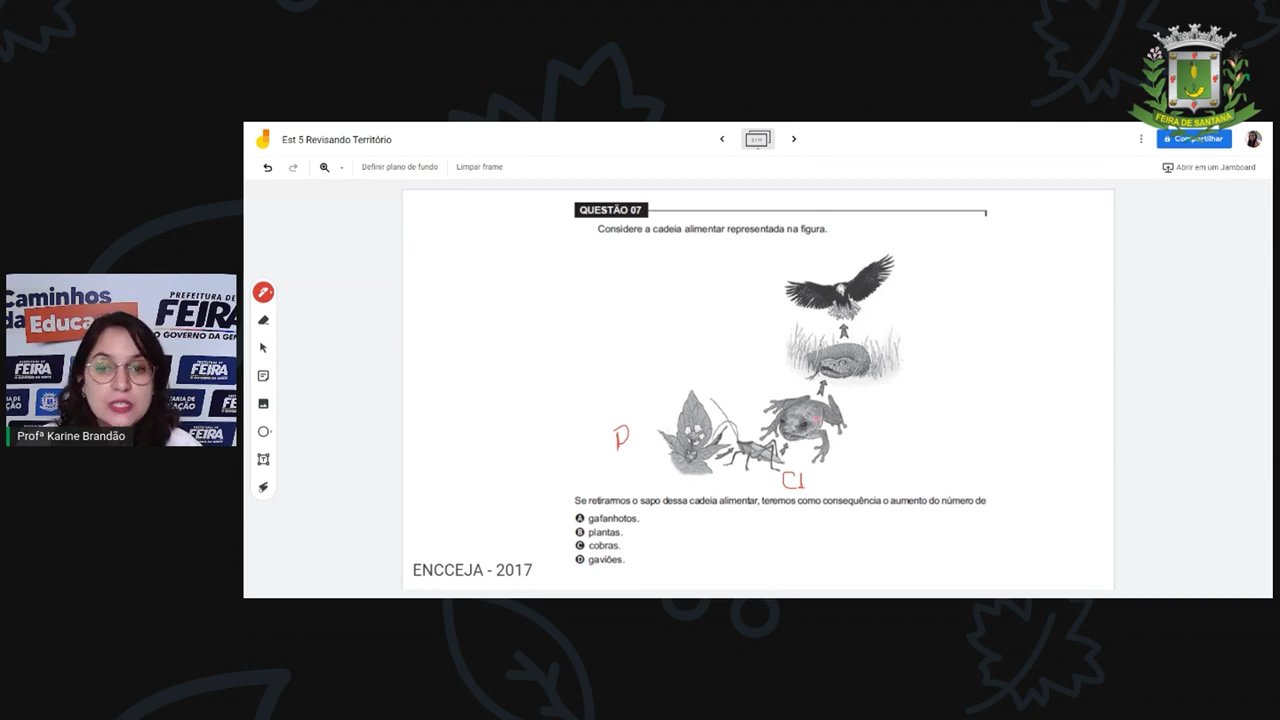 FEIRA DE SANTANA
Est 5 Revisando Território
Compartilhar
Definir plano de fundo
Limpar frame
Abrir em um Jamboard
QUESTÃO 07
Considere a cadeia alimentar representada na figura.
P
C1
Se retirarmos o sapo dessa cadeia alimentar, teremos como consequência o aumento do número de
A gafanhotos.
B plantas.
C cobras.
D gaviões.
ENCCEJA - 2017
Caminhos
da Educa
PREFEITURA DE
FEIRA
O GOVERNO DA GEN
FEIRA
FEIRA
FEIRA
Profª Karine Brandão